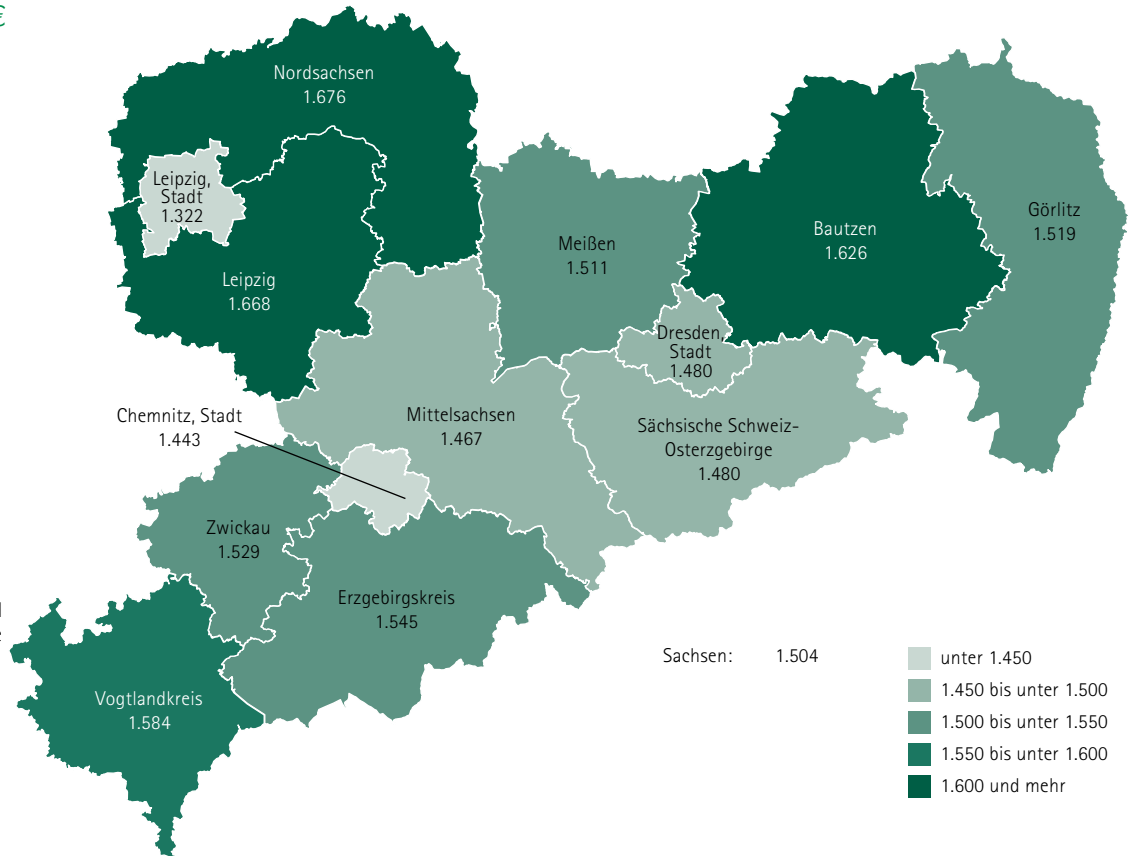 €
Nordsachsen
1.676
Leipzig,
Stadt
1.322
Leipzig
1.668
Meißen
1.511
Bautzen
1.626
Görlitz
1.519
Dresden,
Stadt
1.480
Chemnitz, Stadt
1.443
Mittelsachsen
1.467
Sächsische Schweiz-
Osterzgebirge
1.480
Zwickau
1.529
Erzgebirgskreis
1.545
Vogtlandkreis
1.584
Sachsen: 1.504
unter 1.450
1.450 bis unter 1.500
1.500 bis unter 1.550
1.550 bis unter 1.600
1.600 und mehr